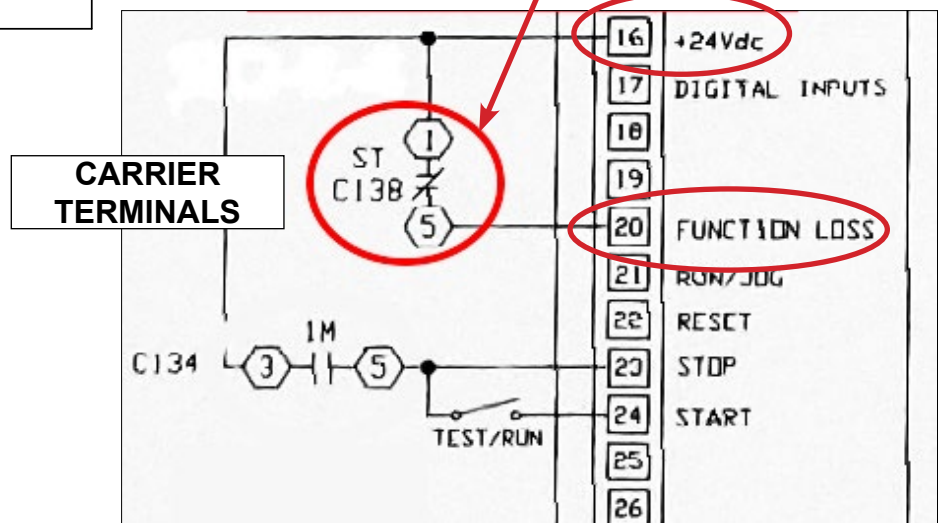 16 +24Vdc
17 DIGITAL INPUTS
1
18
ST
CARRIER
TERMINALS
C138
19
5
20 FUNCTION LOSS
21 RUN/JOG
22 RESET
1M
C134 3 5
23 STOP
24 START
TEST/RUN
25
26